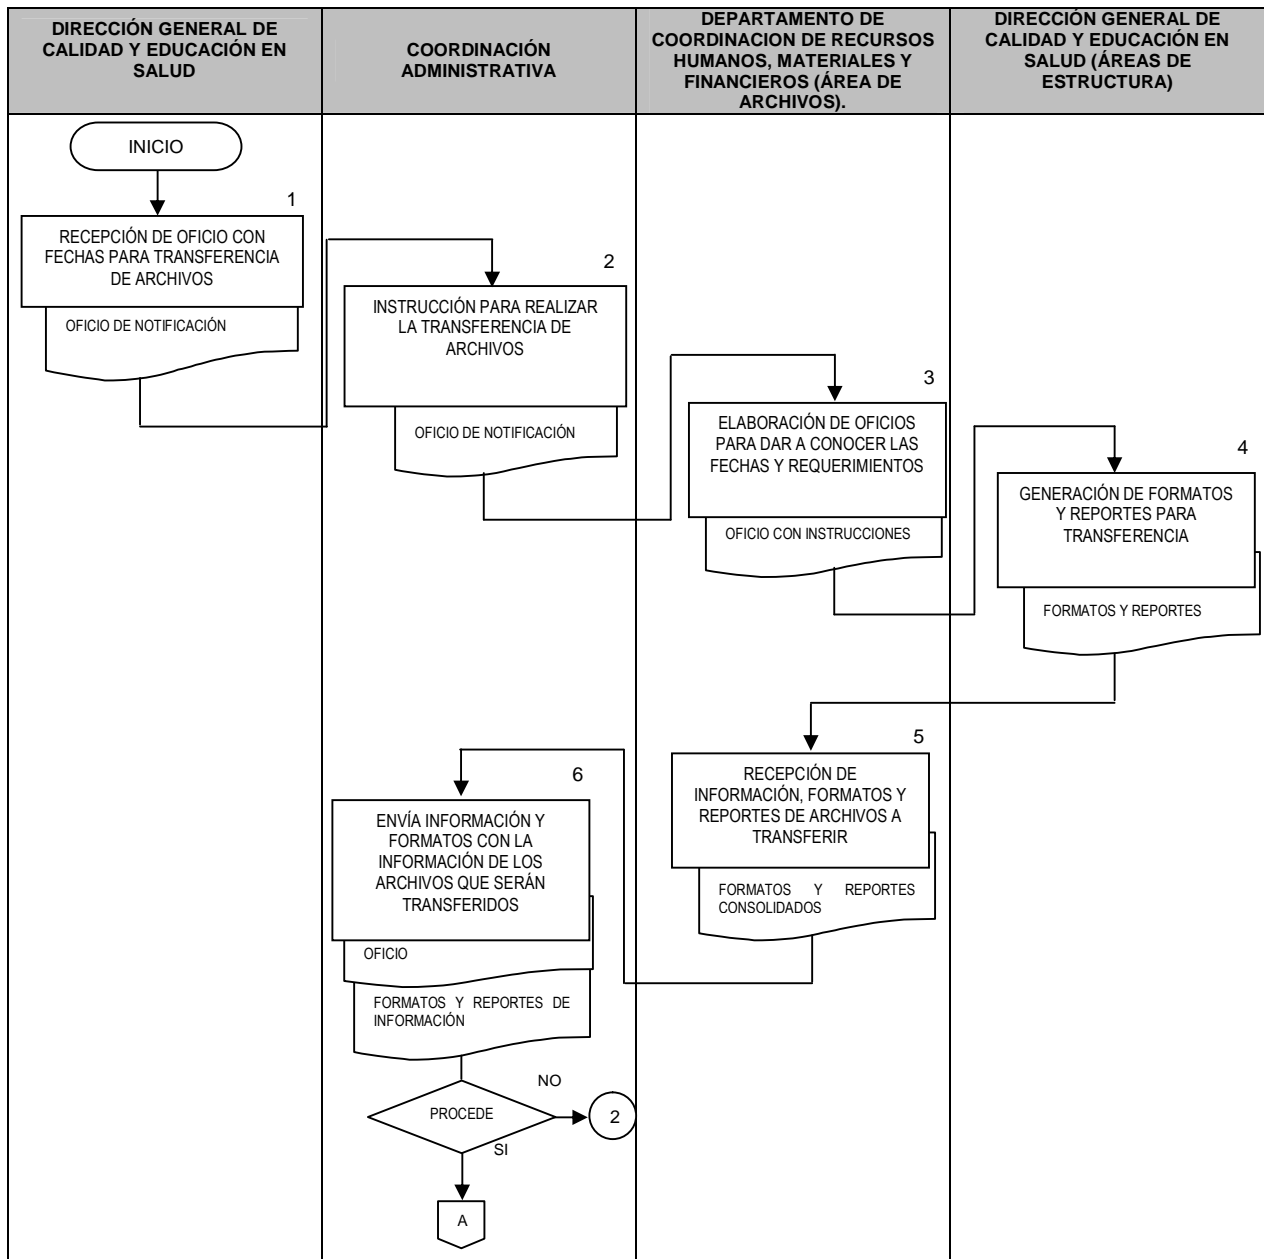 DIRECCIÓN GENERAL DE
CALIDAD Y EDUCACIÓN EN
SALUD
COORDINACIÓN
ADMINISTRATIVA
DEPARTAMENTO DE
COORDINACION DE RECURSOS
HUMANOS, MATERIALES Y
FINANCIEROS (ÁREA DE
ARCHIVOS).
DIRECCIÓN GENERAL DE
CALIDAD Y EDUCACIÓN EN
SALUD (ÁREAS DE
ESTRUCTURA)
INICIO
1
RECEPCIÓN DE OFICIO CON
FECHAS PARA TRANSFERENCIA
DE ARCHIVOS
OFICIO DE NOTIFICACIÓN
2
INSTRUCCIÓN PARA REALIZAR
LA TRANSFERENCIA DE
ARCHIVOS
OFICIO DE NOTIFICACIÓN
3
ELABORACIÓN DE OFICIOS
PARA DAR A CONOCER LAS
FECHAS Y REQUERIMIENTOS
OFICIO CON INSTRUCCIONES
4
GENERACIÓN DE FORMATOS
Y REPORTES PARA
TRANSFERENCIA
FORMATOS Y REPORTES
5
RECEPCIÓN DE
INFORMACIÓN, FORMATOS Y
REPORTES DE ARCHIVOS A
TRANSFERIR
FORMATOS Y REPORTES
CONSOLIDADOS
6
ENVÍA INFORMACIÓN Y
FORMATOS CON LA
INFORMACIÓN DE LOS
ARCHIVOS QUE SERÁN
TRANSFERIDOS
OFICIO
FORMATOS Y REPORTES DE
INFORMACIÓN
PROCEDE
NO
2
SI
A